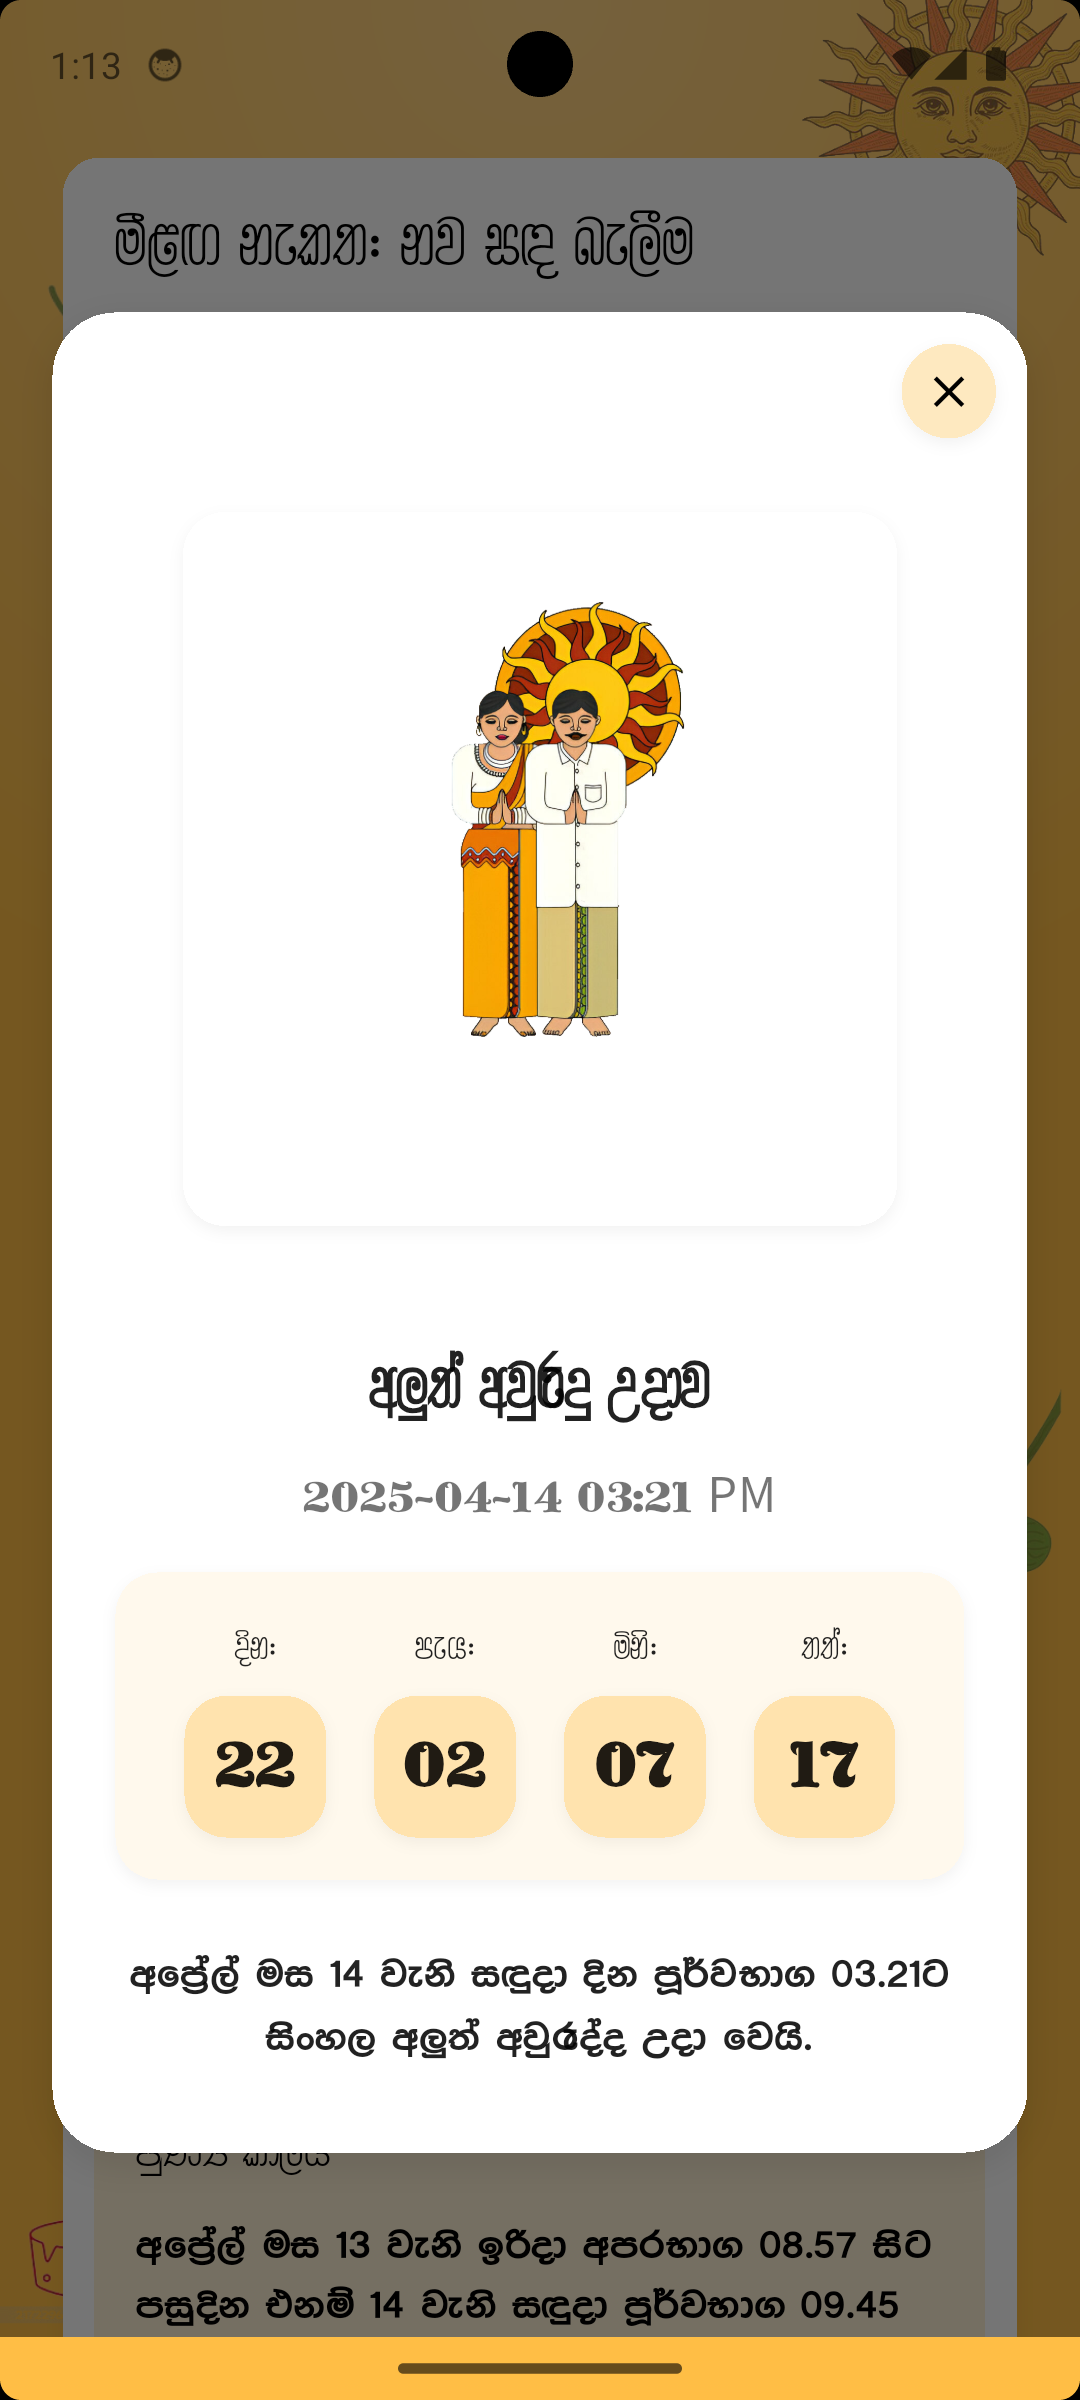 1:13
මීළඟ නැකත: නව සඳ බැලීම
අලුත් අවුරුදු උදාව
2025-04-14 03:21 PM
දින: පැය: මිනි: තත්:
22 02 07 17
අප්‍රේල් මස 14 වැනි සඳුදා දින පූර්වභාග 03.21ට
සිංහල අලුත් අවුරුද්ද උදා වෙයි.
පුණ්‍ය කාලය
අප්‍රේල් මස 13 වැනි ඉරිදා අපරභාග 08.57 සිට
පසුදින එනම් 14 වැනි සඳුදා පූර්වභාග 09.45